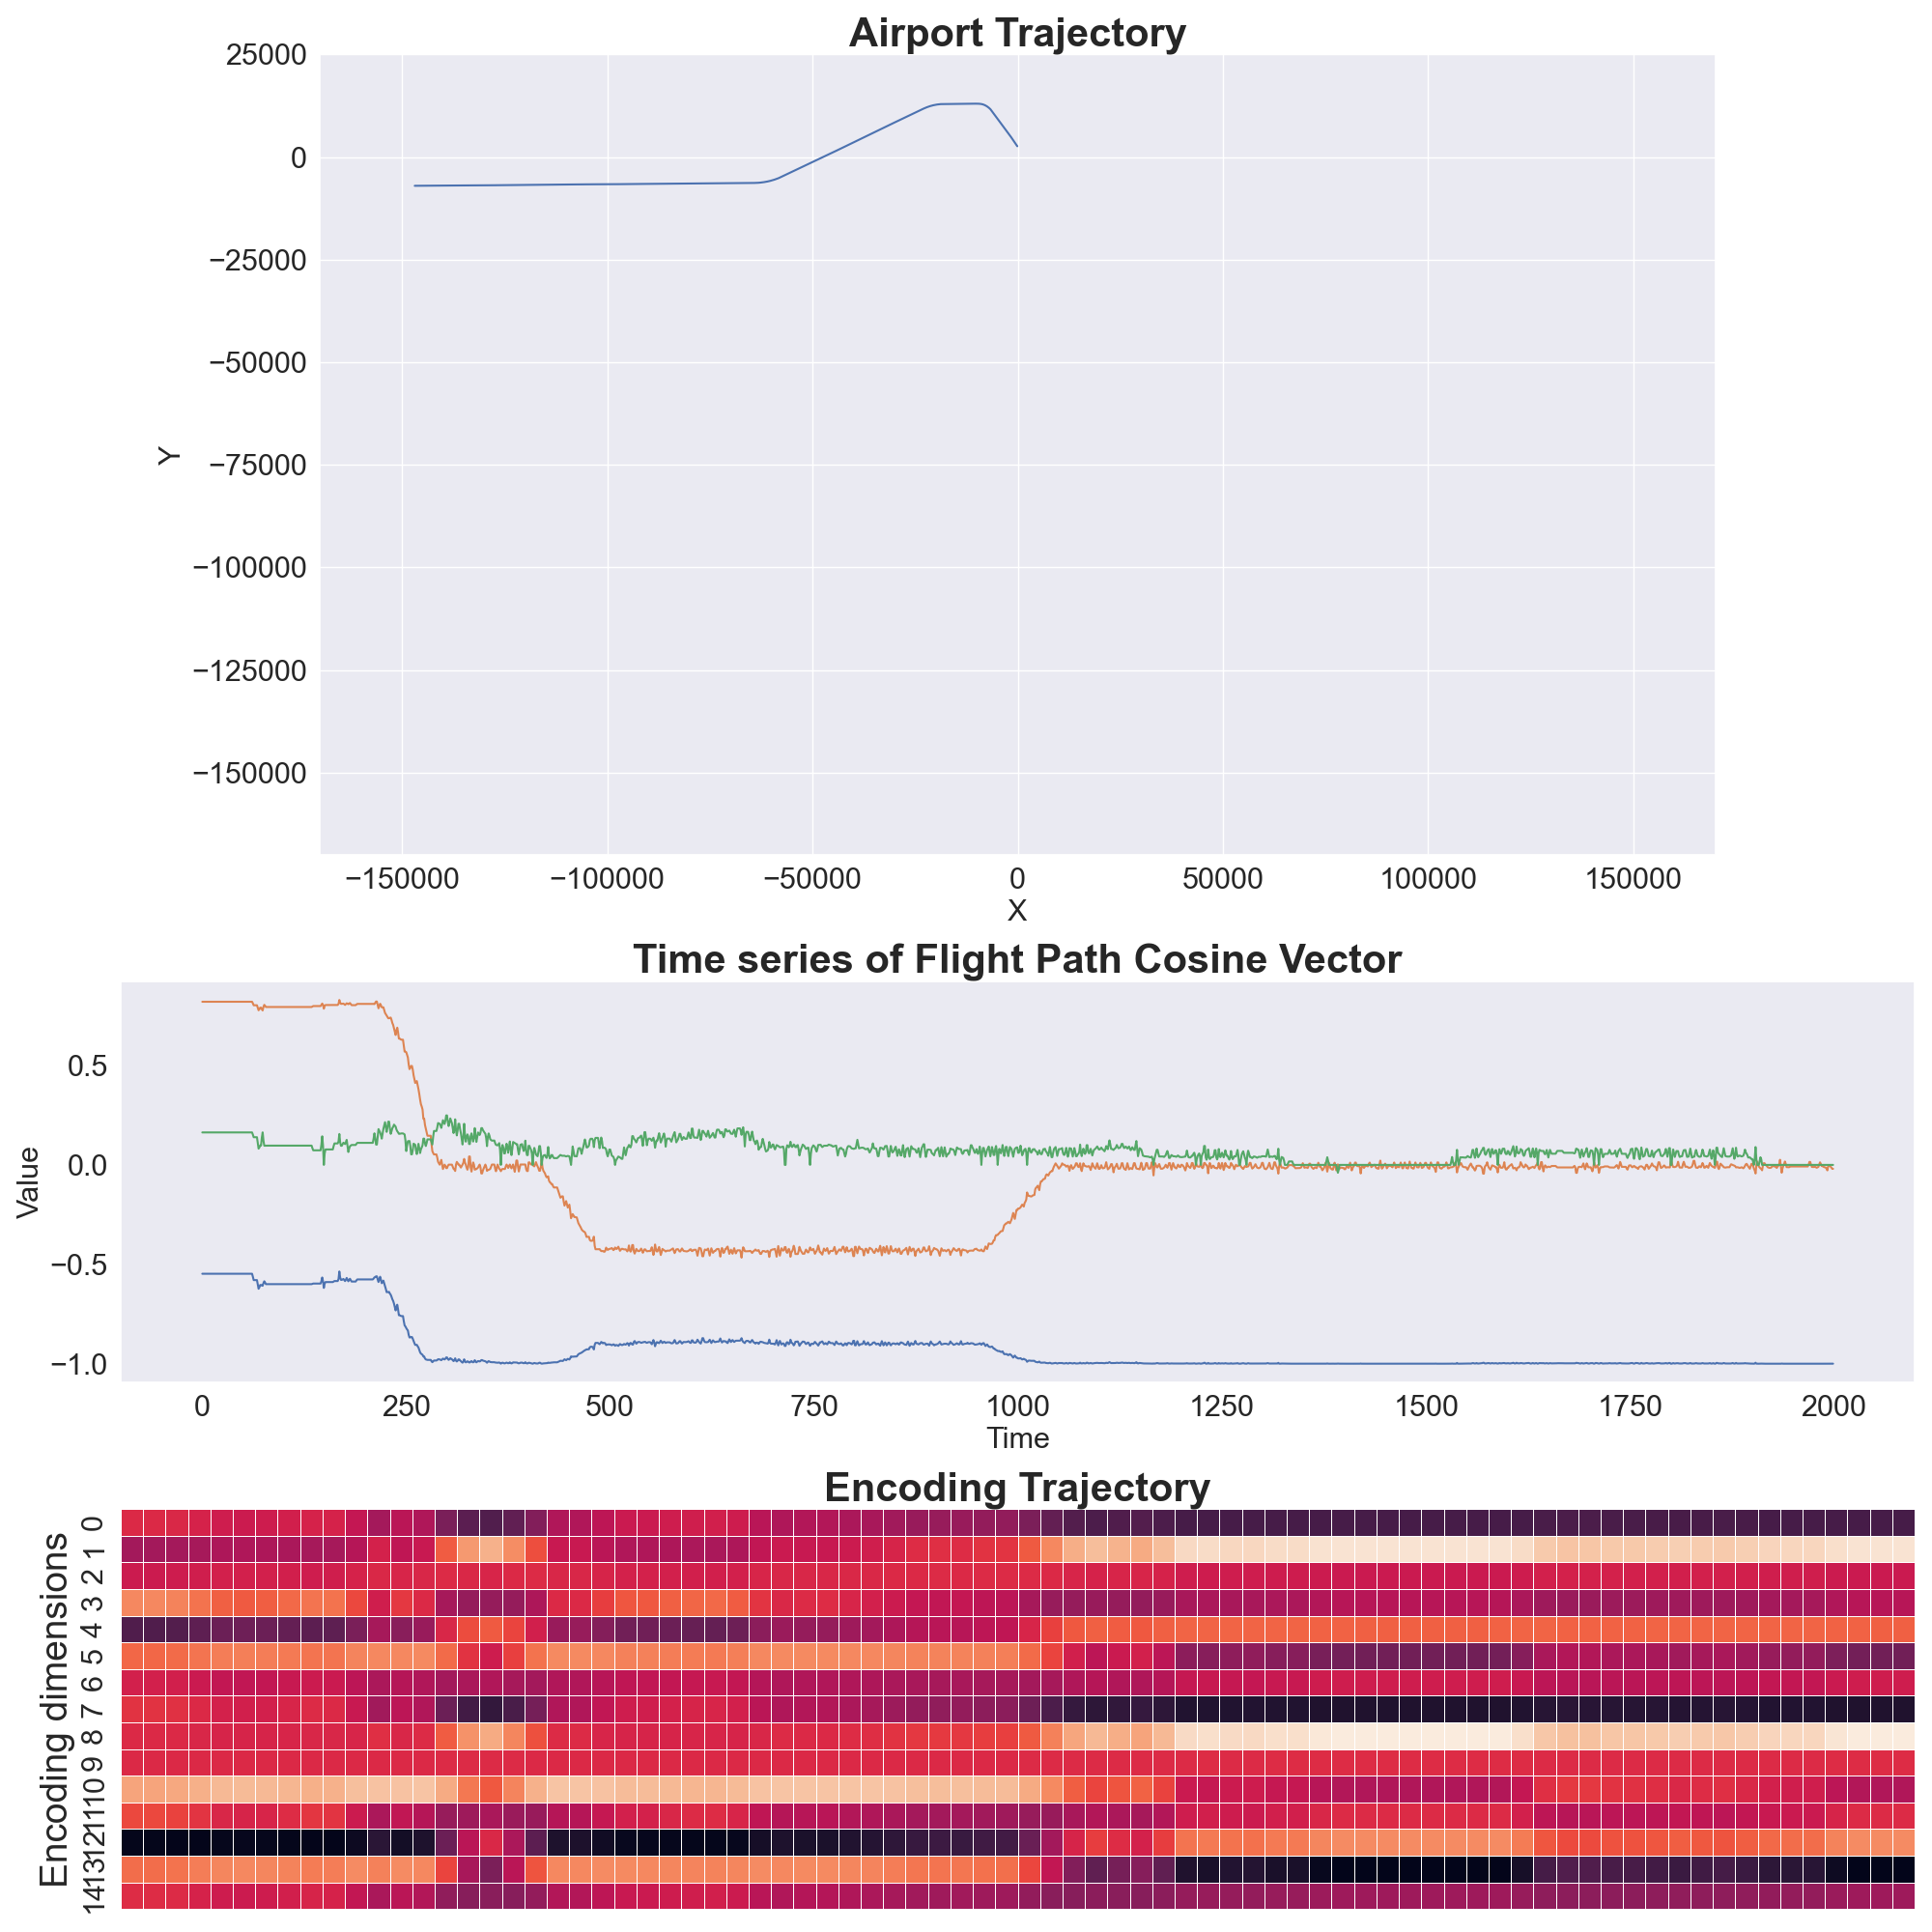 Airport Trajectory
25000
0
−25000
−50000
−75000
−100000
−125000
−150000
Y
−150000 −100000 −50000 0 50000 100000 150000
X
Time series of Flight Path Cosine Vector
0.5
0.0
−0.5
−1.0
Value
0 250 500 750 1000 1250 1500 1750 2000
Time
Encoding Trajectory
Encoding dimensions
0
1
2
3
4
5
6
7
8
9
10
11
12
13
14